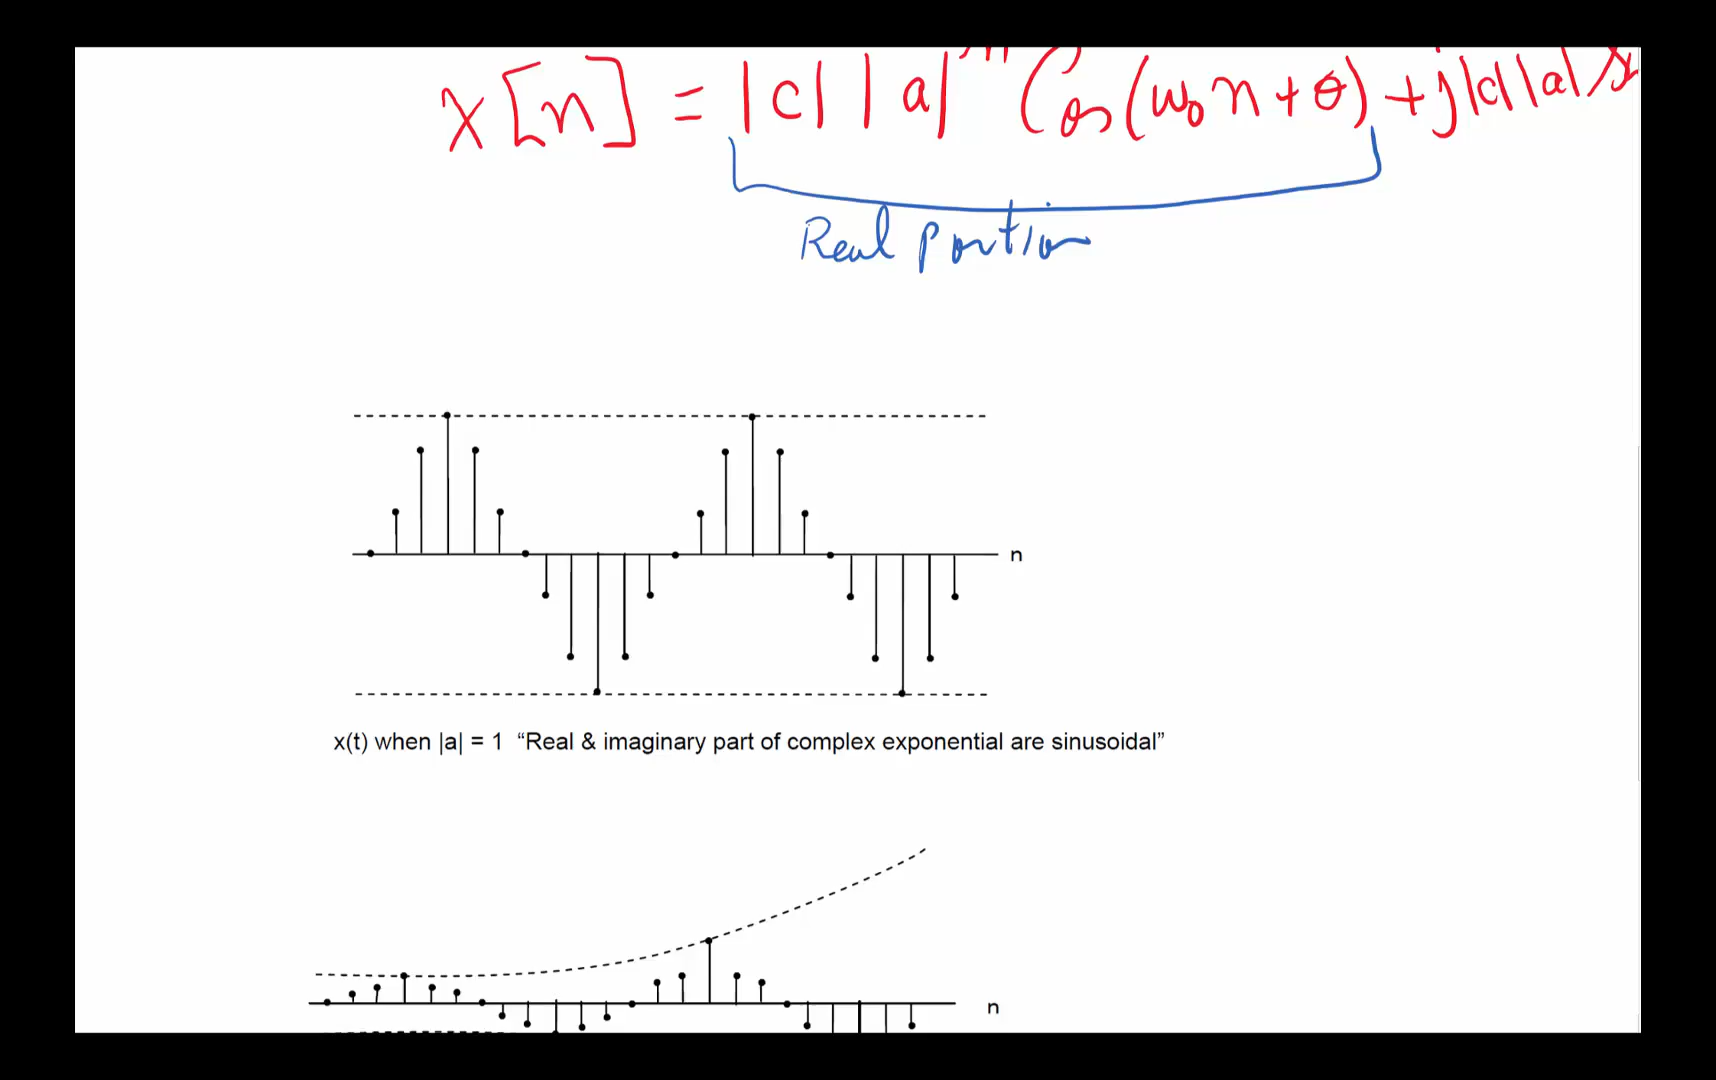 x[n] = |c| |a|ⁿ Cos(ω₀n+θ) + j|c||a|
Real portion
n
x(t) when |a| = 1 “Real & imaginary part of complex exponential are sinusoidal”
n